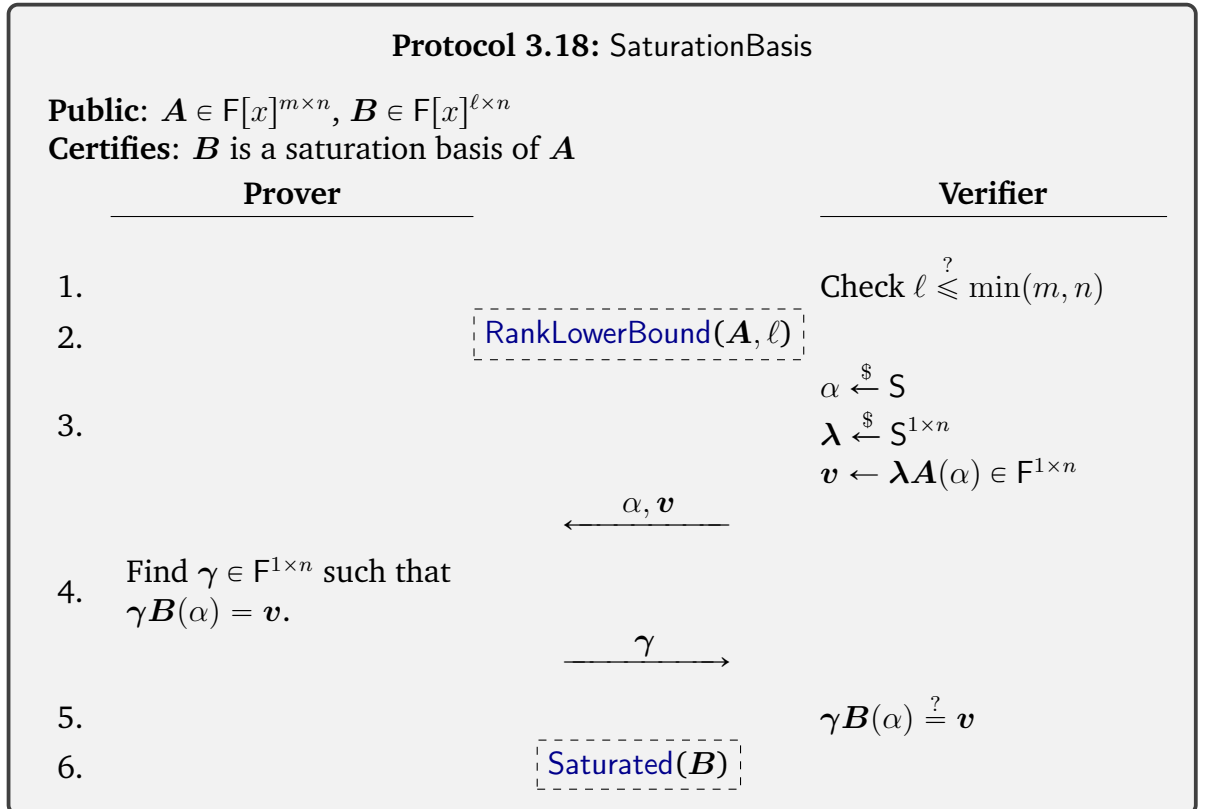 Protocol 3.18: SaturationBasis
Public: A ∈ F[x]^{m×n}, B ∈ F[x]^{ℓ×n}
Certifies: B is a saturation basis of A
Prover Verifier
1. Check ℓ ⩽^? min(m, n)
2. RankLowerBound(A, ℓ)
α ←^$ S
3. λ ←^$ S^{1×n}
v ← λA(α) ∈ F^{1×n}
α, v
4. Find γ ∈ F^{1×n} such that
γB(α) = v.
γ
5. γB(α) =^? v
6. Saturated(B)